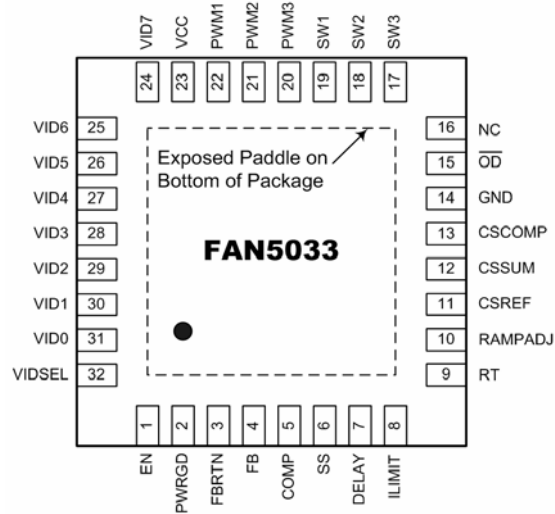 VID7
VCC
PWM1
PWM2
PWM3
SW1
SW2
SW3
24
23
22
21
20
19
18
17
VID6 25
VID5 26
VID4 27
VID3 28
VID2 29
VID1 30
VID0 31
VIDSEL 32
Exposed Paddle on
Bottom of Package
FAN5033
16 NC
15 OD
14 GND
13 CSCOMP
12 CSSUM
11 CSREF
10 RAMPADJ
9 RT
1
2
3
4
5
6
7
8
EN
PWRGD
FBRTN
FB
COMP
SS
DELAY
ILIMIT